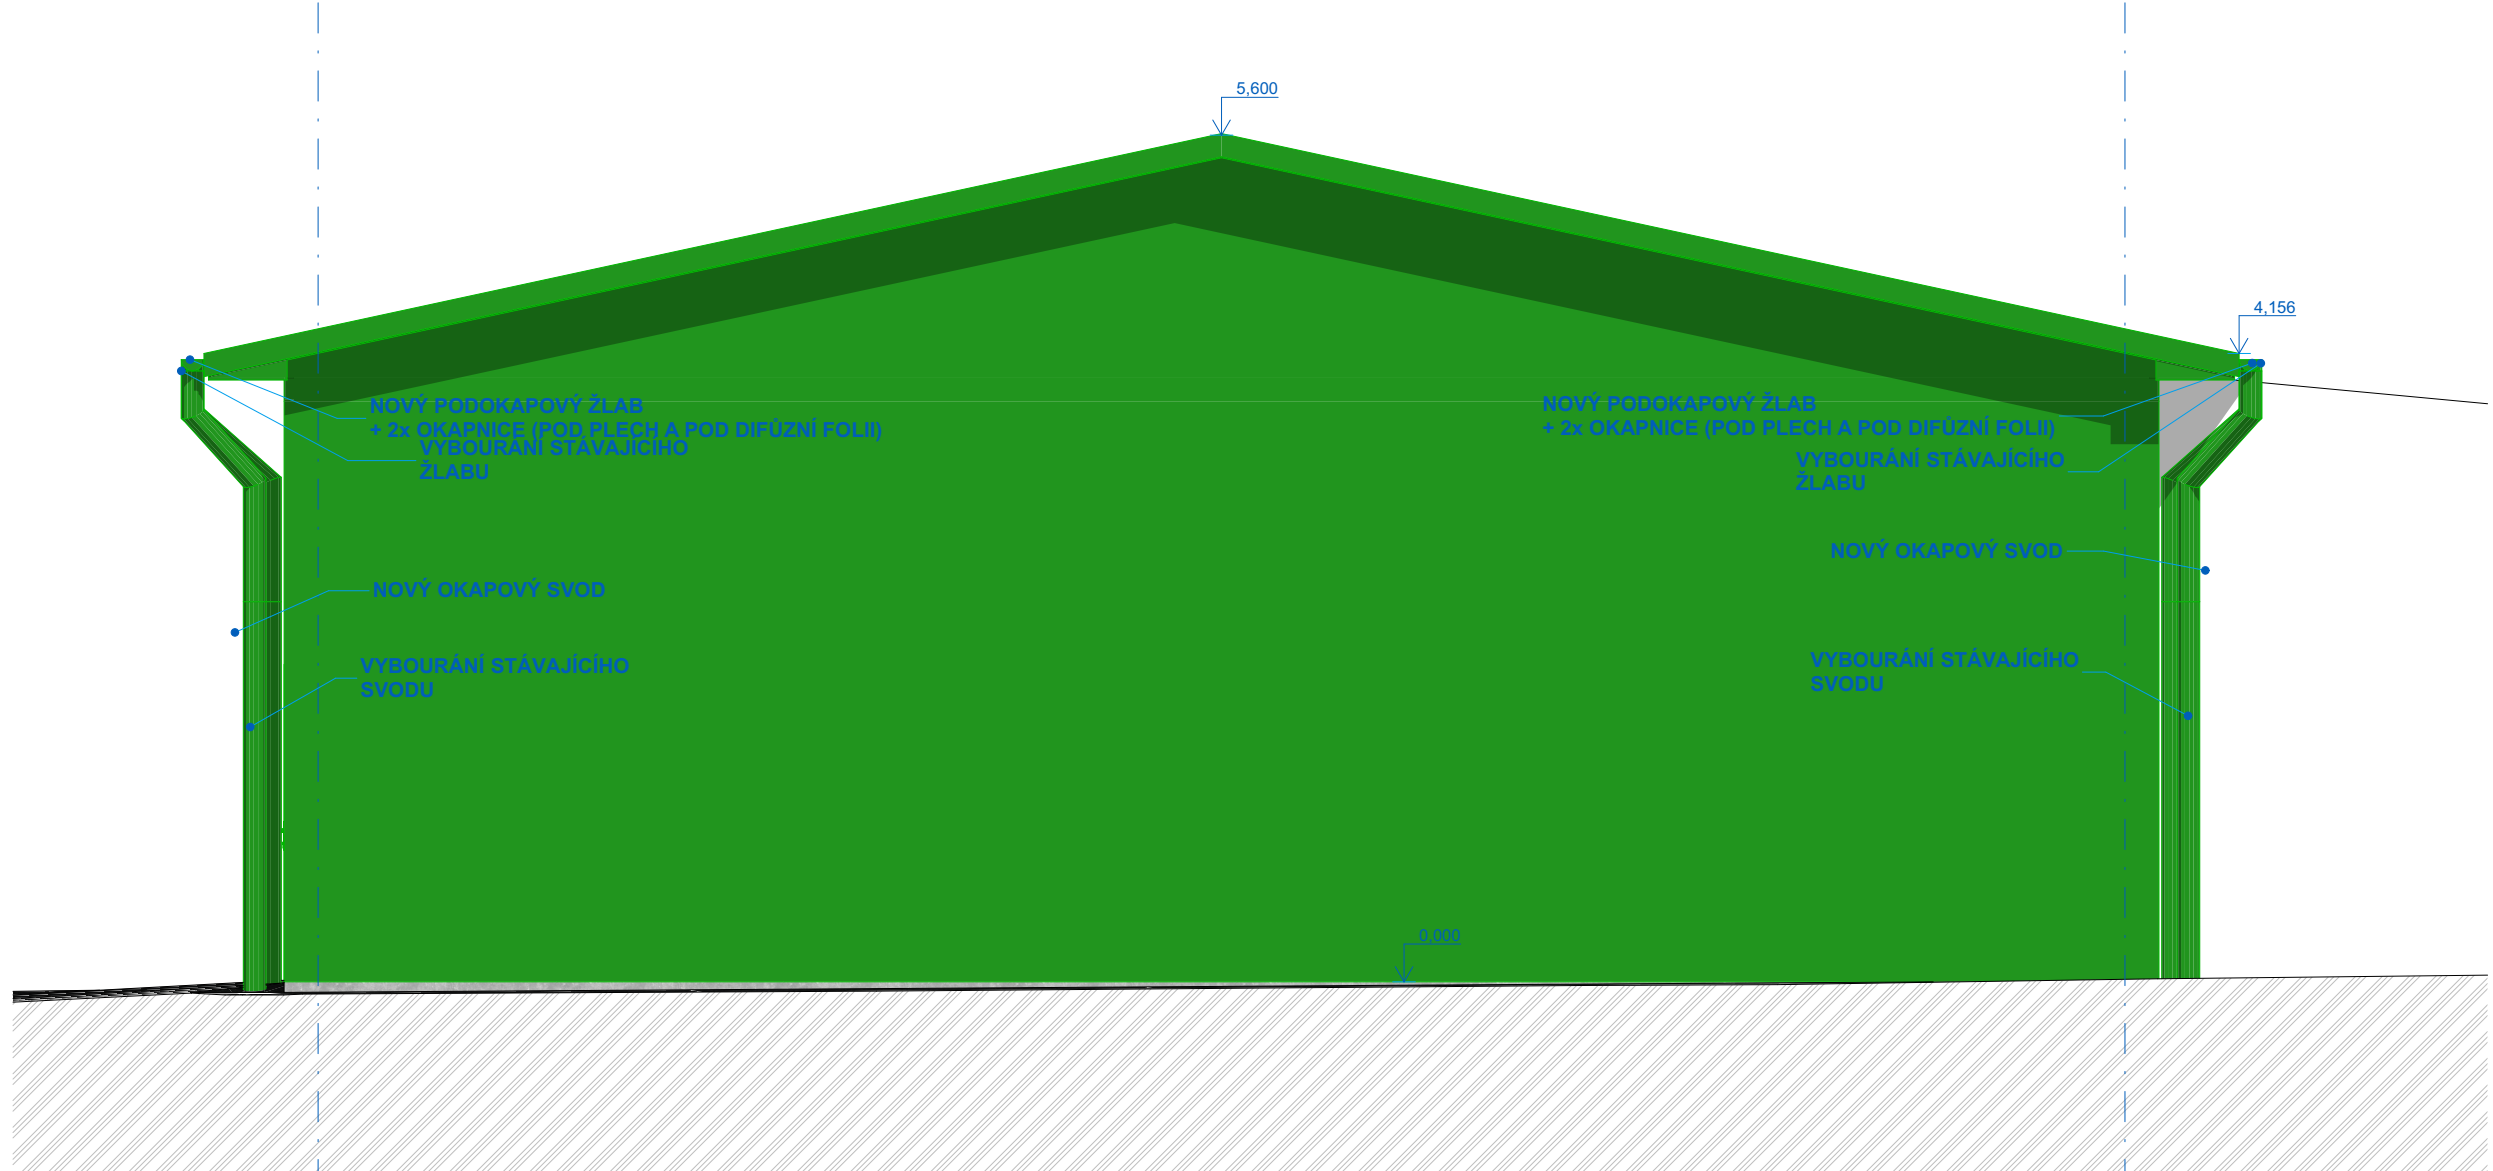 5,600
4,156
NOVÝ PODOKAPOVÝ ŽLAB
+ 2x OKAPNICE (POD PLECH A POD DIFŮZNÍ FOLII)
VYBOURÁNÍ STÁVAJÍCÍHO
ŽLABU
NOVÝ PODOKAPOVÝ ŽLAB
+ 2x OKAPNICE (POD PLECH A POD DIFŮZNÍ FOLII)
VYBOURÁNÍ STÁVAJÍCÍHO
ŽLABU
NOVÝ OKAPOVÝ SVOD
NOVÝ OKAPOVÝ SVOD
VYBOURÁNÍ STÁVAJÍCÍHO
SVODU
VYBOURÁNÍ STÁVAJÍCÍHO
SVODU
0,000